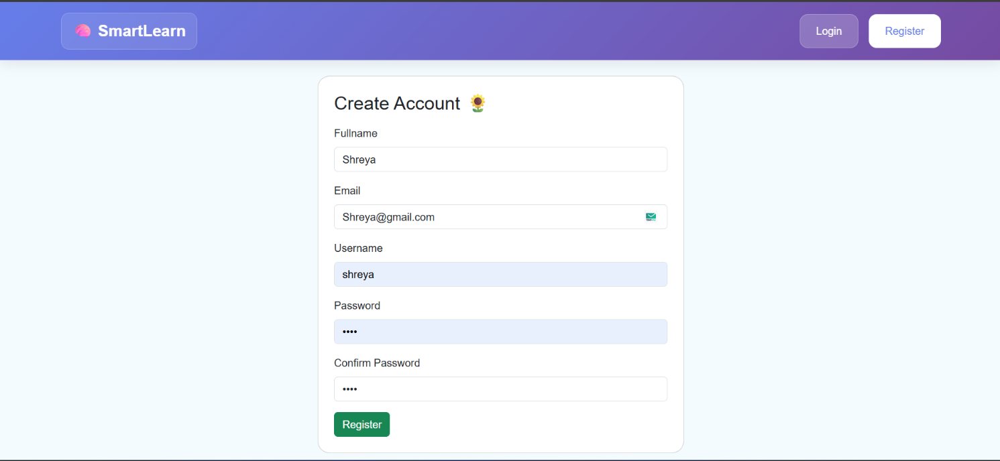 SmartLearn
Login
Register
Create Account
Fullname
Shreya
Email
Shreya@gmail.com
Username
shreya
Password
••••
Confirm Password
••••
Register